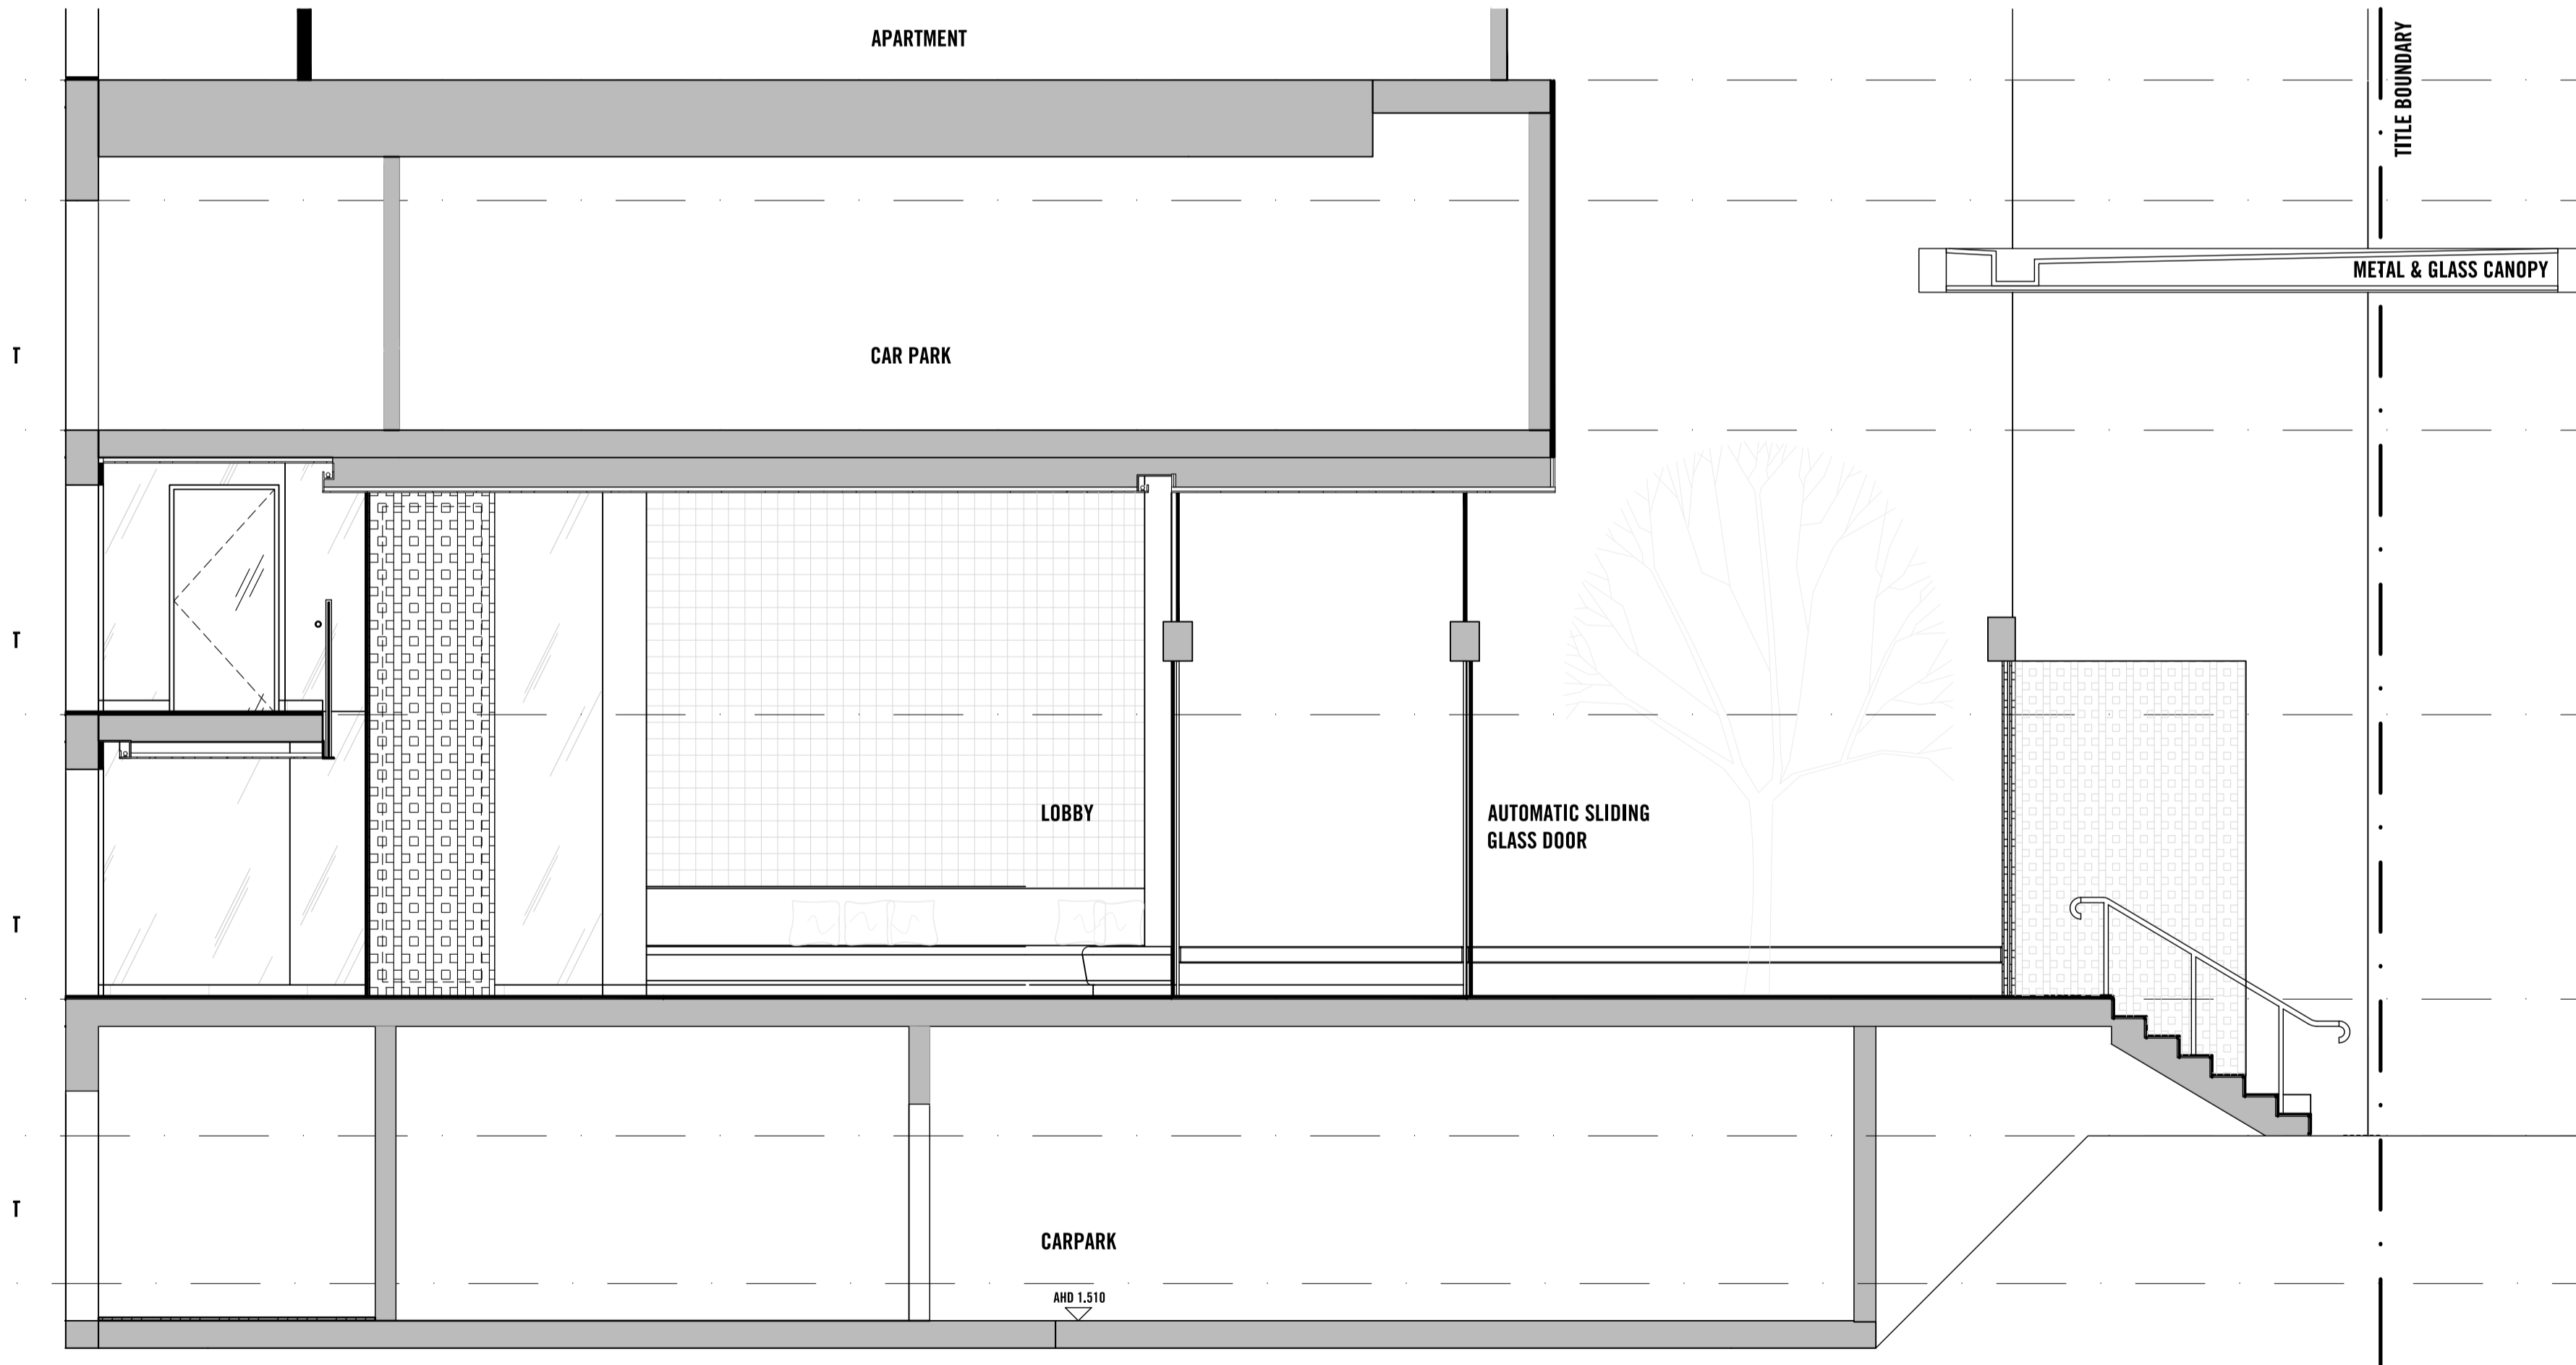 APARTMENT
TITLE BOUNDARY
METAL & GLASS CANOPY
T
CAR PARK
T
LOBBY
AUTOMATIC SLIDING
GLASS DOOR
T
T
CARPARK
AHD 1.510